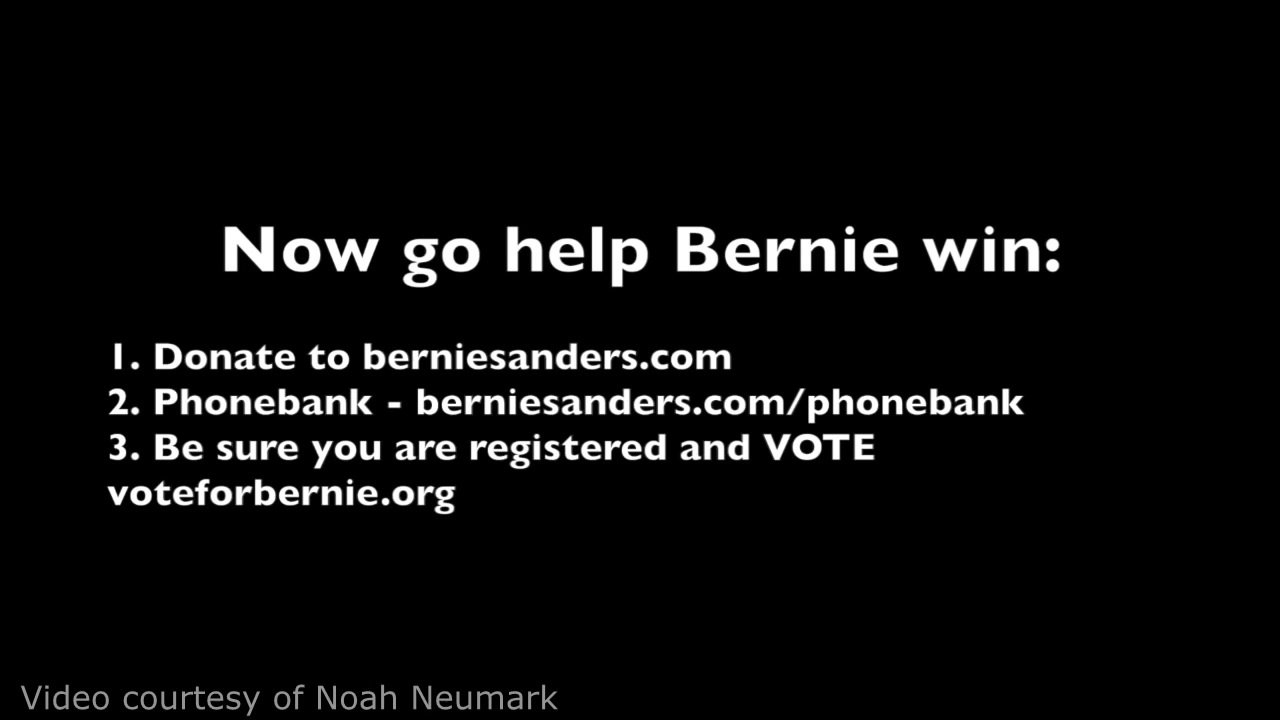 Now go help Bernie win:
1. Donate to berniesanders.com
2. Phonebank - berniesanders.com/phonebank
3. Be sure you are registered and VOTE
voteforbernie.org
Video courtesy of Noah Neumark